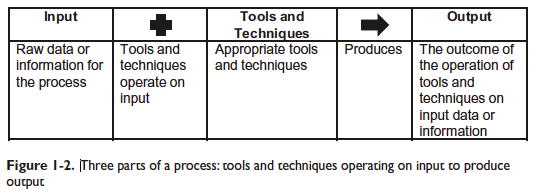 Input
Tools and
Techniques
Output
Raw data or
information for
the process
Tools and
techniques
operate on
input
Appropriate tools
and techniques
Produces
The outcome of
the operation of
tools and
techniques on
input data or
information
Figure 1-2. Three parts of a process: tools and techniques operating on input to produce
output